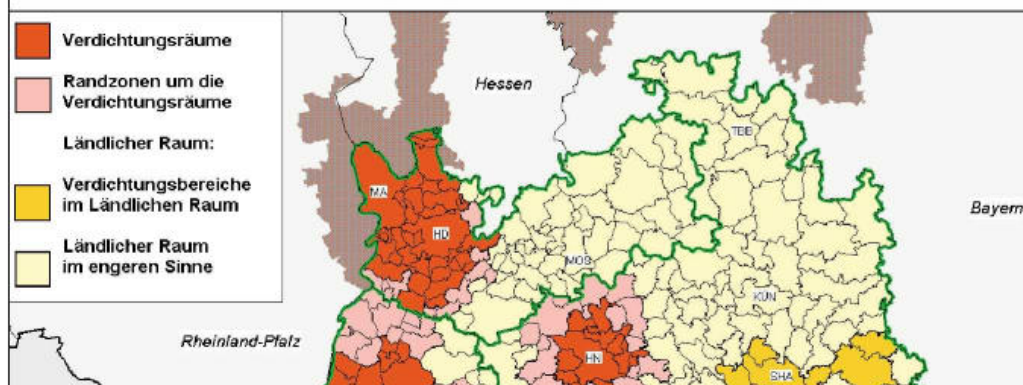 Verdichtungsräume
Randzonen um die
Verdichtungsräume
Ländlicher Raum:
Verdichtungsbereiche
im Ländlichen Raum
Ländlicher Raum
im engeren Sinne
Hessen
TBB
MA
Bayern
HD
MOS
KÜN
Rheinland-Pfalz
HN
SHA